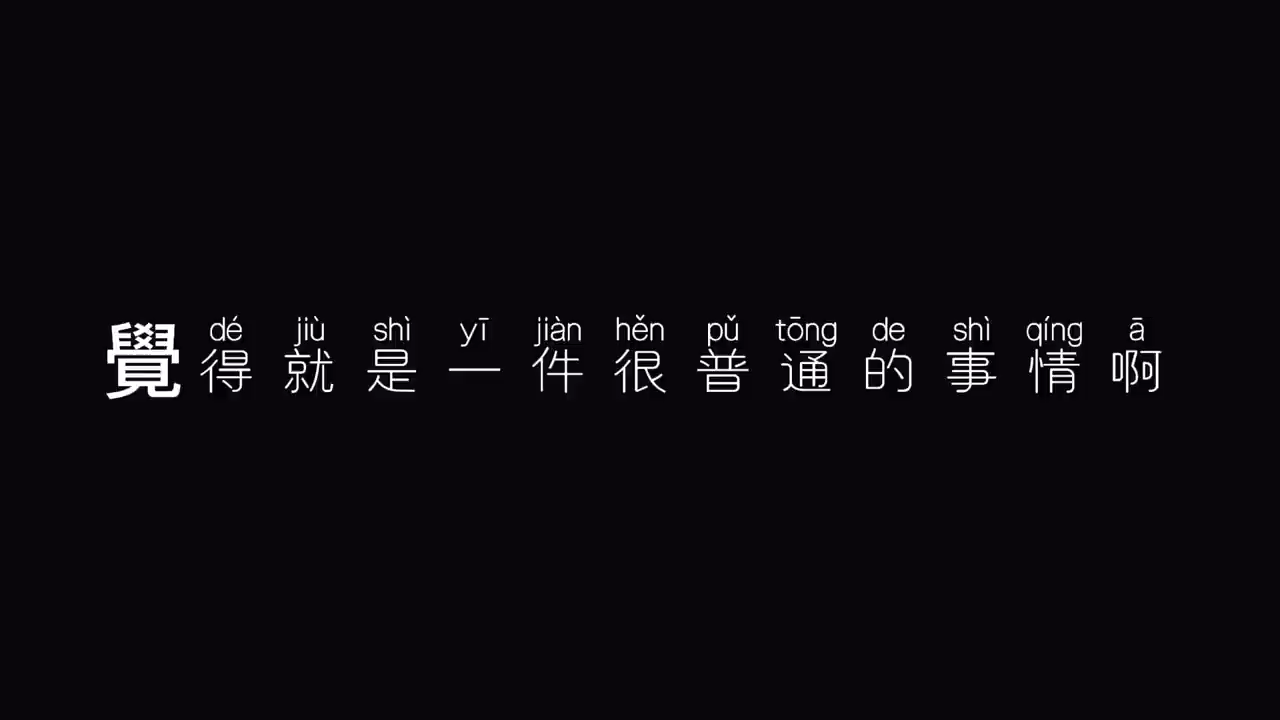 dé jiù shì yī jiàn hěn pǔ tōng de shì qíng ā
覺得就是一件很普通的事情啊